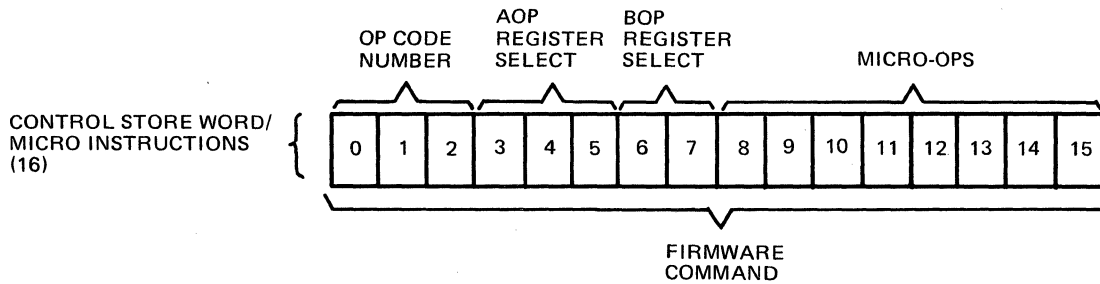 OP CODE
NUMBER
AOP
REGISTER
SELECT
BOP
REGISTER
SELECT
MICRO-OPS
CONTROL STORE WORD/
MICRO INSTRUCTIONS
(16)
0 1 2 3 4 5 6 7 8 9 10 11 12 13 14 15
FIRMWARE
COMMAND